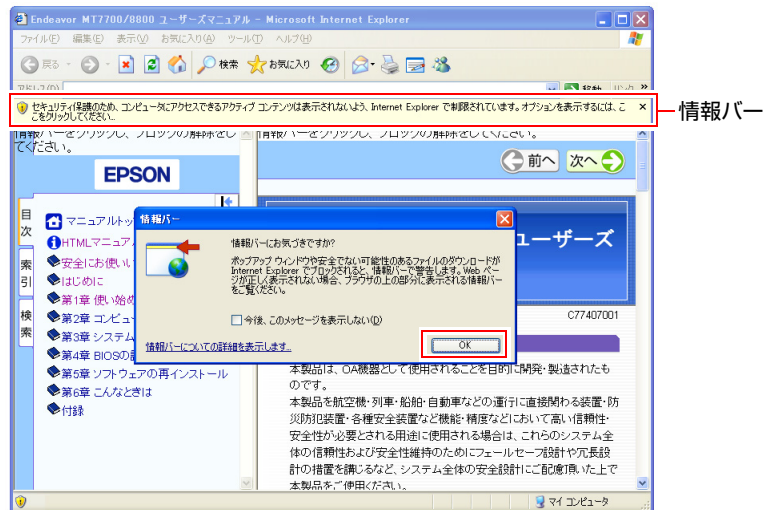 Endeavor MT7700/8800 ユーザーズマニュアル - Microsoft Internet Explorer
ファイル(F) 編集(E) 表示(V) お気に入り(A) ツール(T) ヘルプ(H)
戻る 検索 お気に入り
アドレス(D) 移動 リンク »
セキュリティ保護のため、コンピュータにアクセスできるアクティブ コンテンツは表示されないよう、Internet Explorer で制限されています。オプションを表示するには、こ
こをクリックしてください...
情報バー
情報バーをクリックし、ブロックの解除をし
てください。
情報バーをクリックし、ブロックの解除をしてください。
前へ 次へ
EPSON
目次
索引
検索
マニュアルトッ
HTMLマニュア
安全にお使いい
はじめに
第1章 使い始め
第2章 コンピュー
第3章 システム
第4章 BIOSの
第5章 ソフトウェアの再インストール
第6章 こんなときは
付録
情報バー
情報バーにお気づきですか?
ポップアップ ウィンドウや安全でない可能性のあるファイルのダウンロードが
Internet Explorer でブロックされると、情報バーで警告します。Web ペー
ジが正しく表示されない場合、ブラウザの上の部分に表示される情報バー
をご覧ください。
今後、このメッセージを表示しない(D)
情報バーについての詳細を表示します...
OK
ユーザーズ
C77407001
本製品は、OA機器として使用されることを目的に開発・製造されたも
のです。
本製品を航空機・列車・船舶・自動車などの運行に直接関わる装置・防
災防犯装置・各種安全装置など機能・精度などにおいて高い信頼性・
安全性が必要とされる用途に使用される場合は、これらのシステム全
体の信頼性および安全性維持のためにフェールセーフ設計や冗長設
計の措置を講じるなど、システム全体の安全設計にご配慮頂いた上で
本製品をご使用ください。
マイ コンピュータ